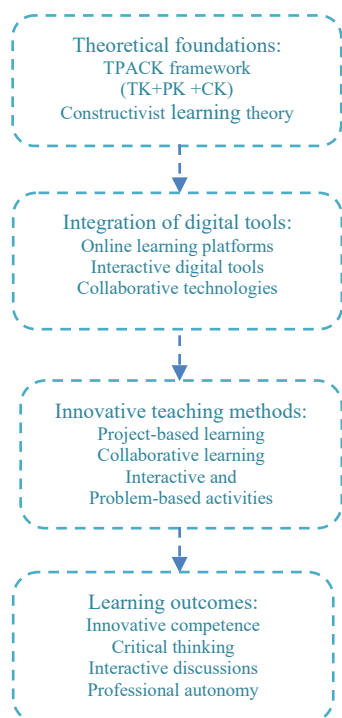 Theoretical foundations:
TPACK framework
(TK+PK +CK)
Constructivist learning theory
Integration of digital tools:
Online learning platforms
Interactive digital tools
Collaborative technologies
Innovative teaching methods:
Project-based learning
Collaborative learning
Interactive and
Problem-based activities
Learning outcomes:
Innovative competence
Critical thinking
Interactive discussions
Professional autonomy